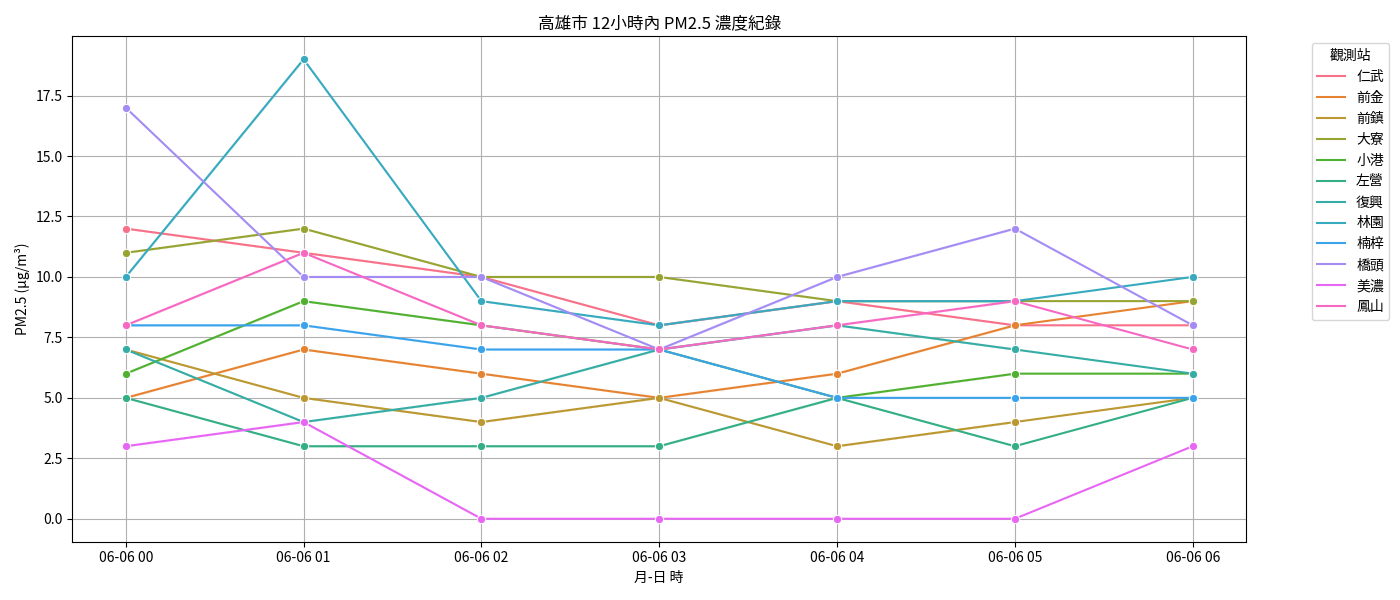 高雄市 12小時內 PM2.5 濃度紀錄
PM2.5 (μg/m³)
17.5
15.0
12.5
10.0
7.5
5.0
2.5
0.0
06-06 00 06-06 01 06-06 02 06-06 03 06-06 04 06-06 05 06-06 06
月-日 時
觀測站
仁武
前金
前鎮
大寮
小港
左營
復興
林園
楠梓
橋頭
美濃
鳳山